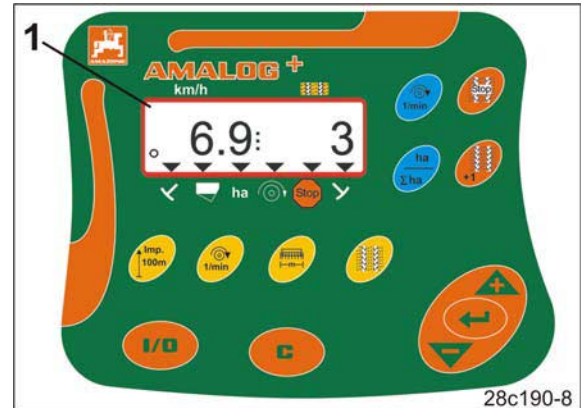 1
AMAZONE
AMALOG+
km/h
6.9: 3
ha
Stop
1/min
Stop
ha
Σha
+1
Imp.
100m
1/min
m
I/O
C
+
-
28c190-8